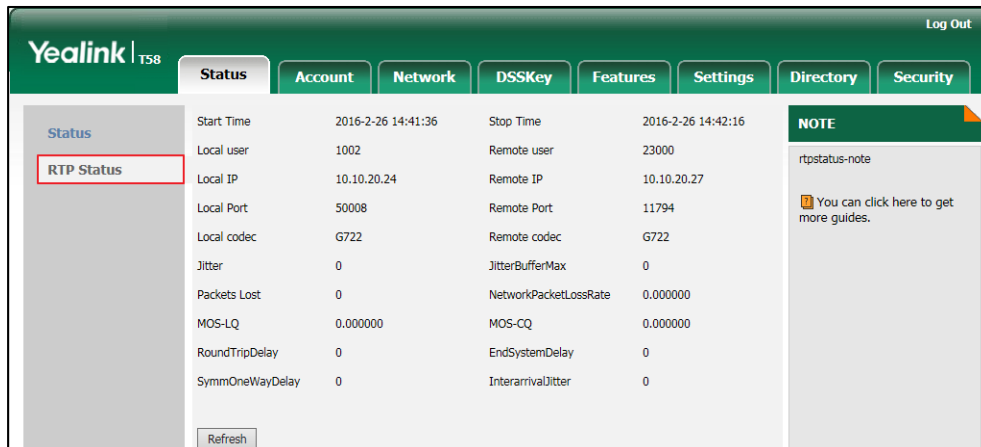 Log Out
Yealink T58
Status Account Network DSSKey Features Settings Directory Security
Status
RTP Status
Start Time 2016-2-26 14:41:36 Stop Time 2016-2-26 14:42:16
Local user 1002 Remote user 23000
Local IP 10.10.20.24 Remote IP 10.10.20.27
Local Port 50008 Remote Port 11794
Local codec G722 Remote codec G722
Jitter 0 JitterBufferMax 0
Packets Lost 0 NetworkPacketLossRate 0.000000
MOS-LQ 0.000000 MOS-CQ 0.000000
RoundTripDelay 0 EndSystemDelay 0
SymmOneWayDelay 0 InterarrivalJitter 0
Refresh
NOTE
rtpstatus-note
? You can click here to get
more guides.